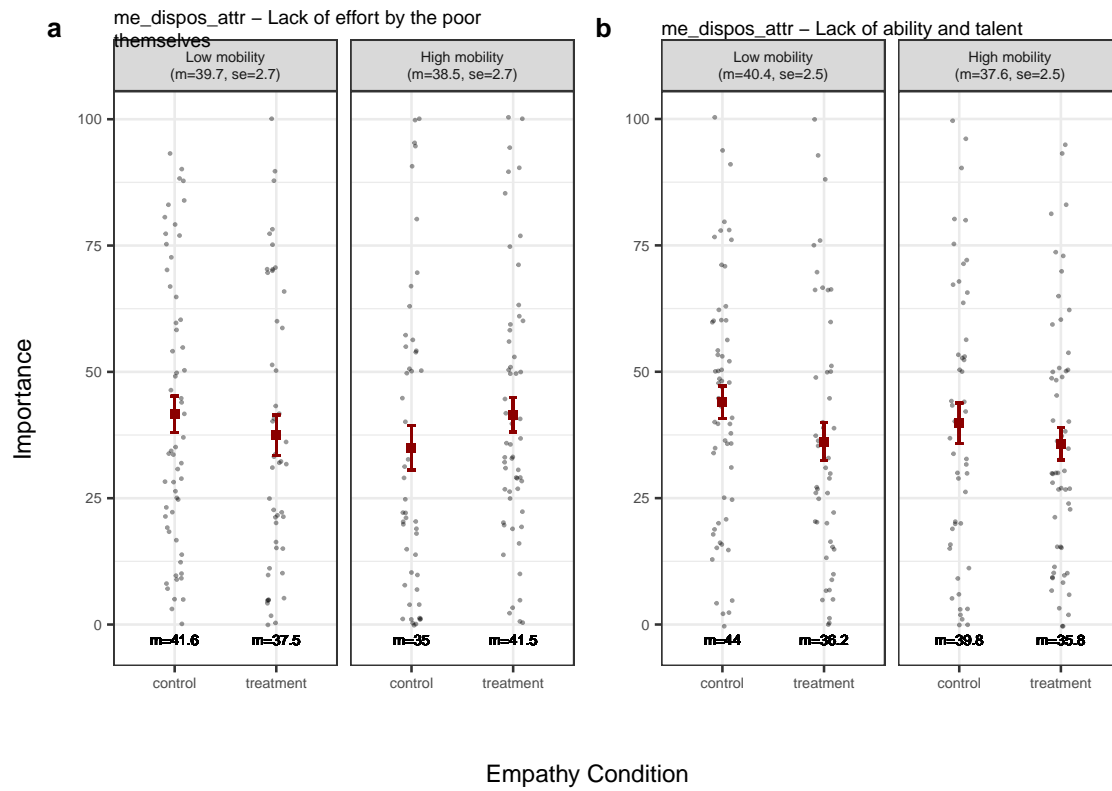 a
me_dispos_attr – Lack of effort by the poor
themselves
Low mobility
(m=39.7, se=2.7)
High mobility
(m=38.5, se=2.7)
b
me_dispos_attr – Lack of ability and talent
Low mobility
(m=40.4, se=2.5)
High mobility
(m=37.6, se=2.5)
Importance
100
75
50
25
0
m=41.6
m=37.5
m=35
m=41.5
control
treatment
control
treatment
100
75
50
25
0
m=44
m=36.2
m=39.8
m=35.8
control
treatment
control
treatment
Empathy Condition